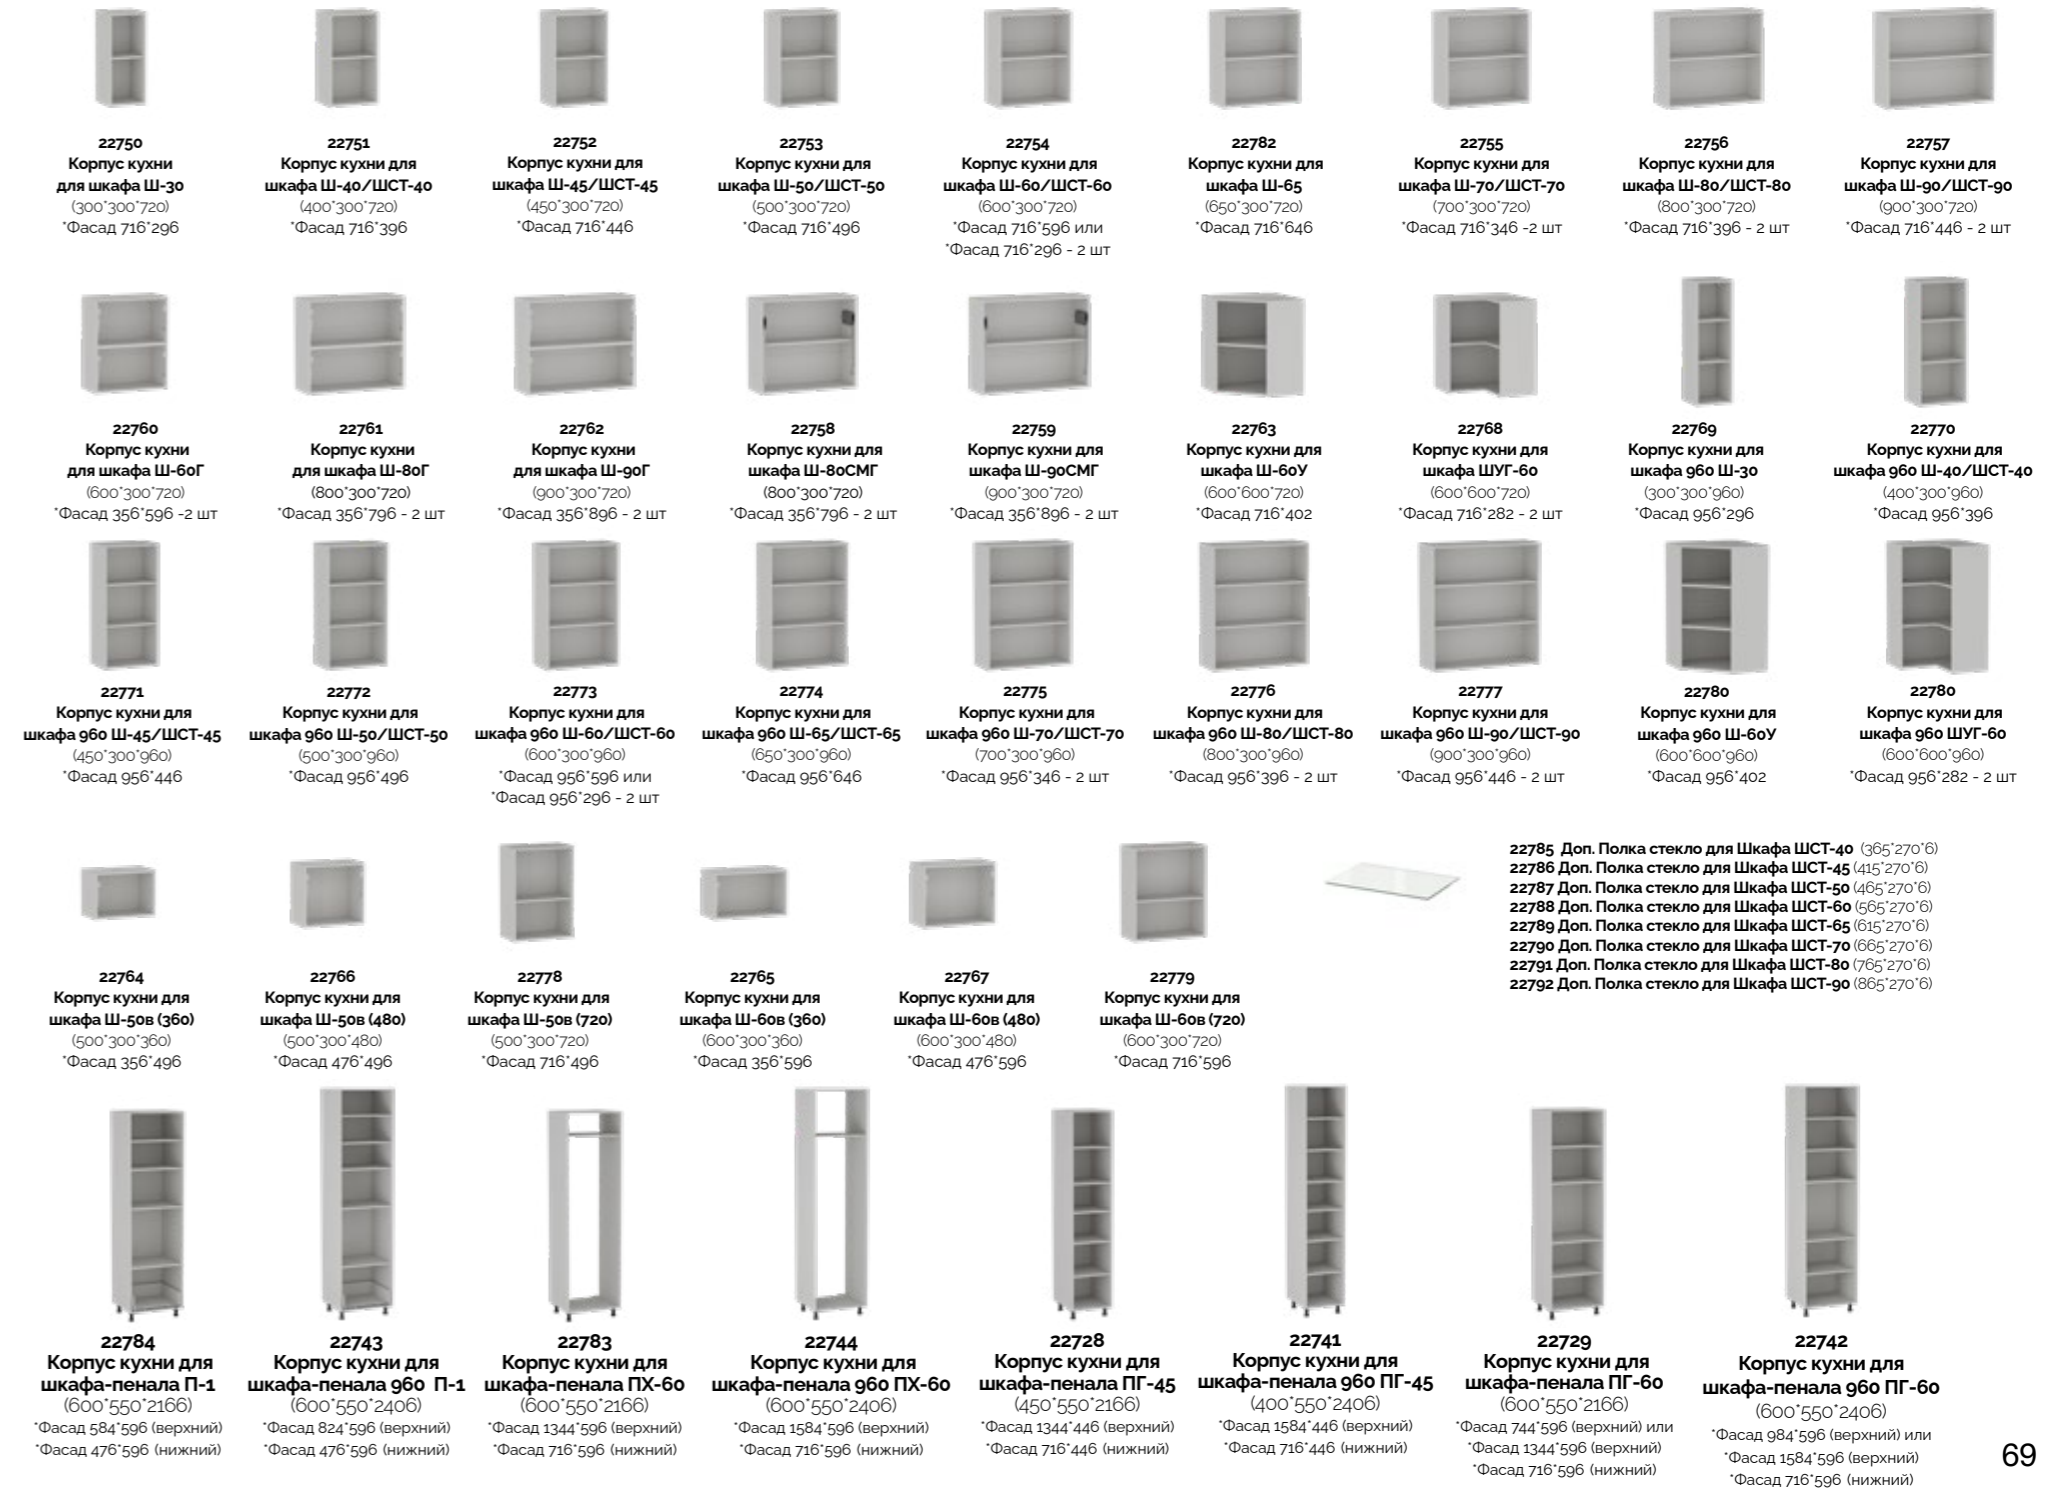 22750
Корпус кухни
для шкафа Ш-30
(300*300*720)
*Фасад 716*296
22751
Корпус кухни для
шкафа Ш-40/ШСТ-40
(400*300*720)
*Фасад 716*396
22752
Корпус кухни для
шкафа Ш-45/ШСТ-45
(450*300*720)
*Фасад 716*446
22753
Корпус кухни для
шкафа Ш-50/ШСТ-50
(500*300*720)
*Фасад 716*496
22754
Корпус кухни для
шкафа Ш-60/ШСТ-60
(600*300*720)
*Фасад 716*596 или
*Фасад 716*296 - 2 шт
22782
Корпус кухни для
шкафа Ш-65
(650*300*720)
*Фасад 716*646
22755
Корпус кухни для
шкафа Ш-70/ШСТ-70
(700*300*720)
*Фасад 716*346 -2 шт
22756
Корпус кухни для
шкафа Ш-80/ШСТ-80
(800*300*720)
*Фасад 716*396 - 2 шт
22757
Корпус кухни для
шкафа Ш-90/ШСТ-90
(900*300*720)
*Фасад 716*446 - 2 шт
22760
Корпус кухни
для шкафа Ш-60Г
(600*300*720)
*Фасад 356*596 -2 шт
22761
Корпус кухни
для шкафа Ш-80Г
(800*300*720)
*Фасад 356*796 - 2 шт
22762
Корпус кухни
для шкафа Ш-90Г
(900*300*720)
*Фасад 356*896 - 2 шт
22758
Корпус кухни для
шкафа Ш-80СМГ
(800*300*720)
*Фасад 356*796 - 2 шт
22759
Корпус кухни для
шкафа Ш-90СМГ
(900*300*720)
*Фасад 356*896 - 2 шт
22763
Корпус кухни для
шкафа Ш-60У
(600*600*720)
*Фасад 716*402
22768
Корпус кухни для
шкафа ШУГ-60
(600*600*720)
*Фасад 716*282 - 2 шт
22769
Корпус кухни для
шкафа 960 Ш-30
(300*300*960)
*Фасад 956*296
22770
Корпус кухни для
шкафа 960 Ш-40/ШСТ-40
(400*300*960)
*Фасад 956*396
22771
Корпус кухни для
шкафа 960 Ш-45/ШСТ-45
(450*300*960)
*Фасад 956*446
22772
Корпус кухни для
шкафа 960 Ш-50/ШСТ-50
(500*300*960)
*Фасад 956*496
22773
Корпус кухни для
шкафа 960 Ш-60/ШСТ-60
(600*300*960)
*Фасад 956*596 или
*Фасад 956*296 - 2 шт
22774
Корпус кухни для
шкафа 960 Ш-65/ШСТ-65
(650*300*960)
*Фасад 956*646
22775
Корпус кухни для
шкафа 960 Ш-70/ШСТ-70
(700*300*960)
*Фасад 956*346 - 2 шт
22776
Корпус кухни для
шкафа 960 Ш-80/ШСТ-80
(800*300*960)
*Фасад 956*396 - 2 шт
22777
Корпус кухни для
шкафа 960 Ш-90/ШСТ-90
(900*300*960)
*Фасад 956*446 - 2 шт
22780
Корпус кухни для
шкафа 960 Ш-60У
(600*600*960)
*Фасад 956*402
22780
Корпус кухни для
шкафа 960 ШУГ-60
(600*600*960)
*Фасад 956*282 - 2 шт
22764
Корпус кухни для
шкафа Ш-50в (360)
(500*300*360)
*Фасад 356*496
22766
Корпус кухни для
шкафа Ш-50в (480)
(500*300*480)
*Фасад 476*496
22778
Корпус кухни для
шкафа Ш-50в (720)
(500*300*720)
*Фасад 716*496
22765
Корпус кухни для
шкафа Ш-60в (360)
(600*300*360)
*Фасад 356*596
22767
Корпус кухни для
шкафа Ш-60в (480)
(600*300*480)
*Фасад 476*596
22779
Корпус кухни для
шкафа Ш-60в (720)
(600*300*720)
*Фасад 716*596
22785 Доп. Полка стекло для Шкафа ШСТ-40 (365*270*6)
22786 Доп. Полка стекло для Шкафа ШСТ-45 (415*270*6)
22787 Доп. Полка стекло для Шкафа ШСТ-50 (465*270*6)
22788 Доп. Полка стекло для Шкафа ШСТ-60 (565*270*6)
22789 Доп. Полка стекло для Шкафа ШСТ-65 (615*270*6)
22790 Доп. Полка стекло для Шкафа ШСТ-70 (665*270*6)
22791 Доп. Полка стекло для Шкафа ШСТ-80 (765*270*6)
22792 Доп. Полка стекло для Шкафа ШСТ-90 (865*270*6)
22784
Корпус кухни для
шкафа-пенала П-1
(600*550*2166)
*Фасад 584*596 (верхний)
*Фасад 476*596 (нижний)
22743
Корпус кухни для
шкафа-пенала 960 П-1
(600*550*2406)
*Фасад 824*596 (верхний)
*Фасад 476*596 (нижний)
22783
Корпус кухни для
шкафа-пенала ПХ-60
(600*550*2166)
*Фасад 1344*596 (верхний)
*Фасад 716*596 (нижний)
22744
Корпус кухни для
шкафа-пенала 960 ПХ-60
(600*550*2406)
*Фасад 1584*596 (верхний)
*Фасад 716*596 (нижний)
22728
Корпус кухни для
шкафа-пенала ПГ-45
(450*550*2166)
*Фасад 1344*446 (верхний)
*Фасад 716*446 (нижний)
22741
Корпус кухни для
шкафа-пенала 960 ПГ-45
(400*550*2406)
*Фасад 1584*446 (верхний)
*Фасад 716*446 (нижний)
22729
Корпус кухни для
шкафа-пенала ПГ-60
(600*550*2166)
*Фасад 744*596 (верхний) или
*Фасад 1344*596 (верхний)
*Фасад 716*596 (нижний)
22742
Корпус кухни для
шкафа-пенала 960 ПГ-60
(600*550*2406)
*Фасад 984*596 (верхний) или
*Фасад 1584*596 (верхний)
*Фасад 716*596 (нижний)
69